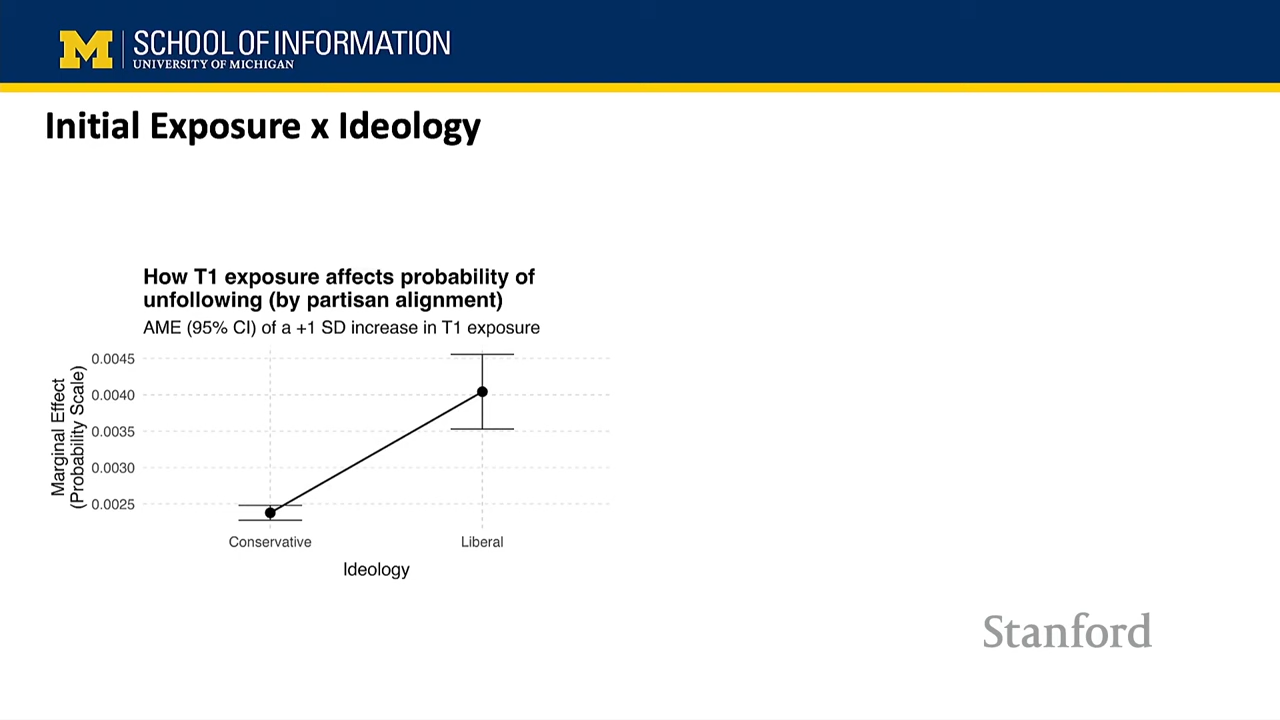 M
SCHOOL OF INFORMATION
UNIVERSITY OF MICHIGAN
Initial Exposure x Ideology
How T1 exposure affects probability of
unfollowing (by partisan alignment)
AME (95% CI) of a +1 SD increase in T1 exposure
Marginal Effect
(Probability Scale)
0.0045
0.0040
0.0035
0.0030
0.0025
Conservative
Liberal
Ideology
Stanford